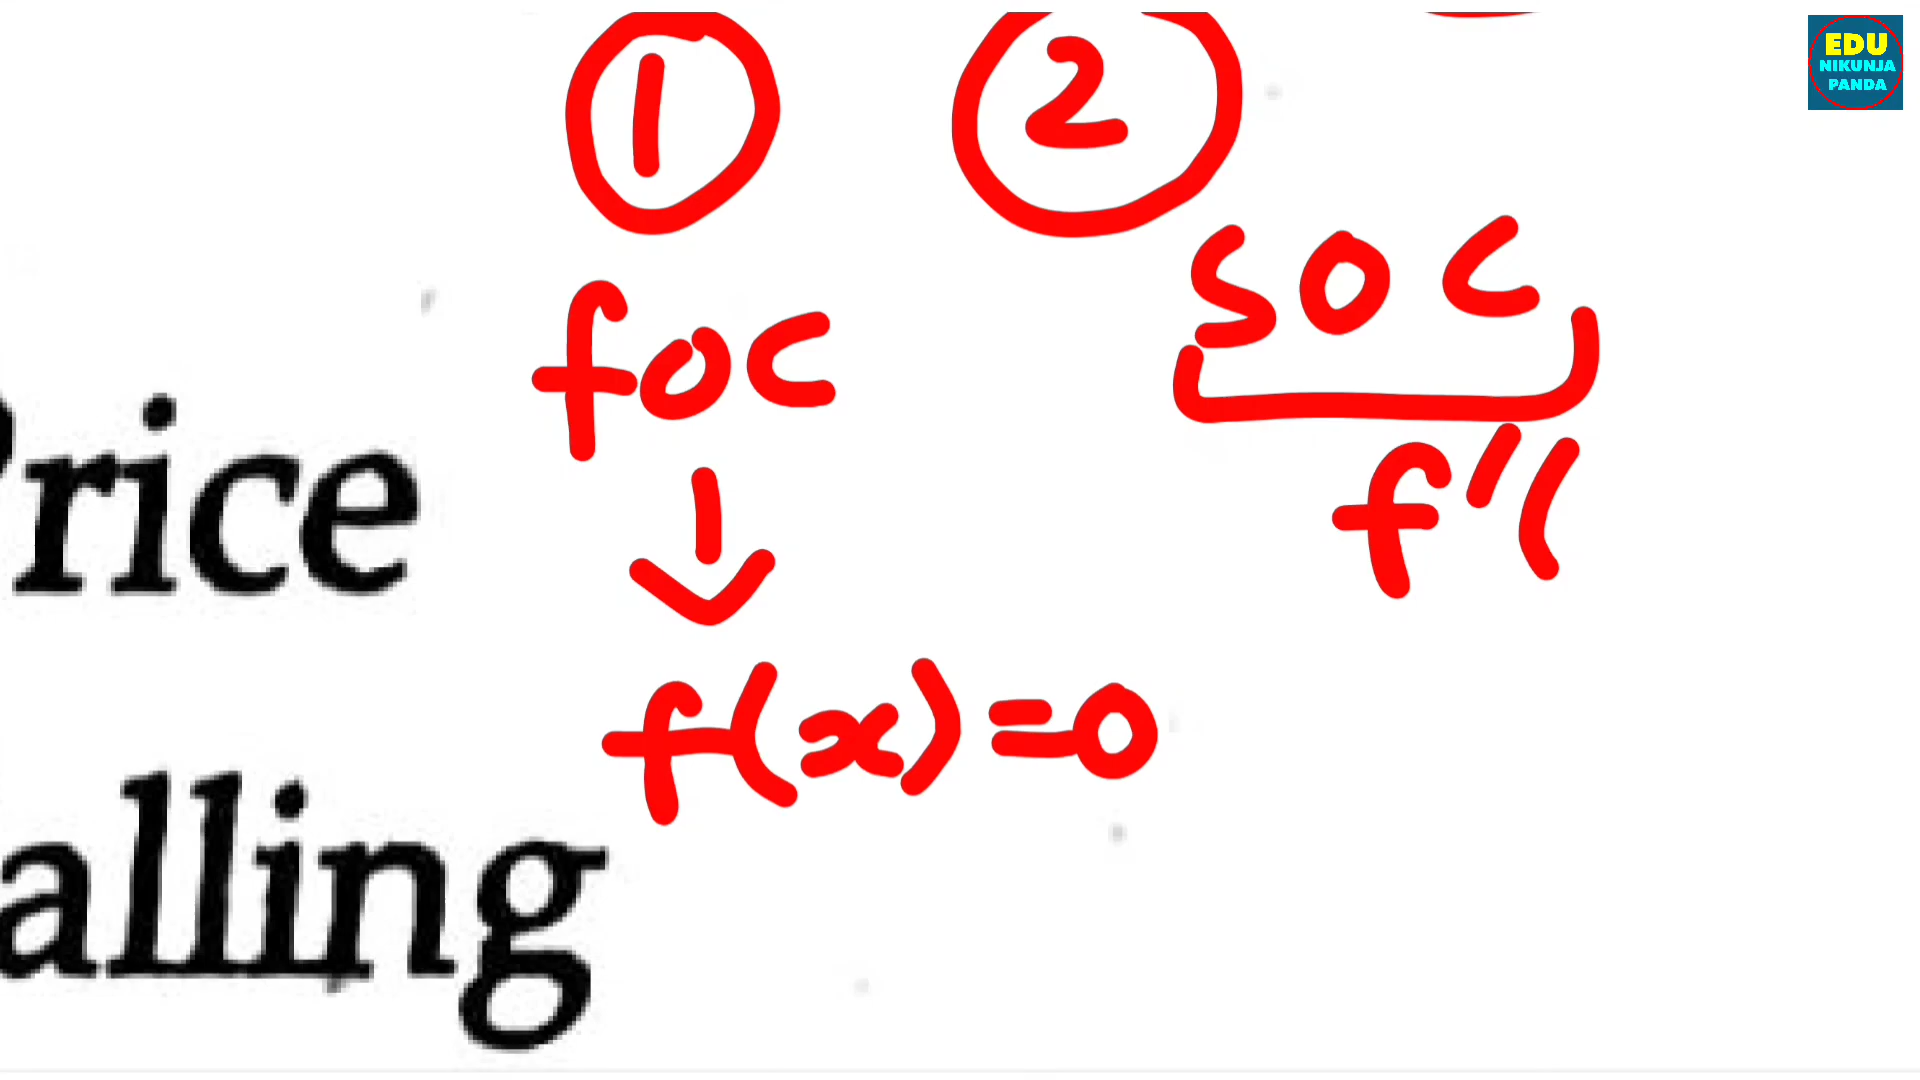 1 2
EDU
NIKUNJA
PANDA
foc soc
f"(
rice
f(x)=0
alling